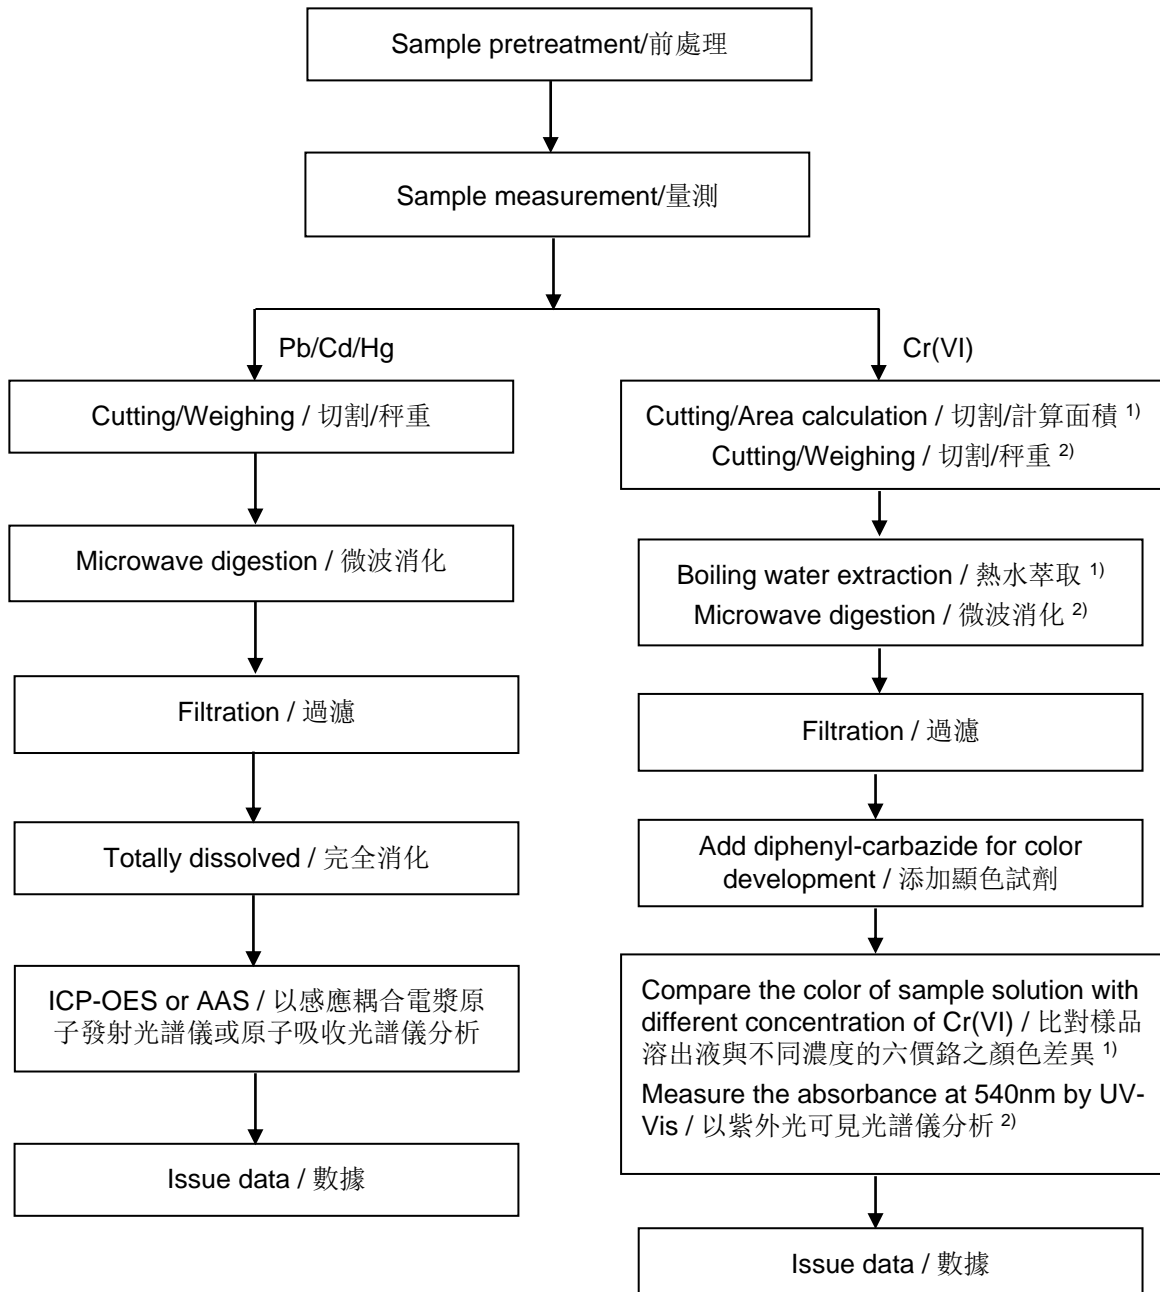 Sample pretreatment/前處理
Sample measurement/量測
Pb/Cd/Hg
Cutting/Weighing / 切割/秤重
Microwave digestion / 微波消化
Filtration / 過濾
Totally dissolved / 完全消化
ICP-OES or AAS / 以感應耦合電漿原
子發射光譜儀或原子吸收光譜儀分析
Issue data / 數據
Cr(VI)
Cutting/Area calculation / 切割/計算面積 1)
Cutting/Weighing / 切割/秤重 2)
Boiling water extraction / 熱水萃取 1)
Microwave digestion / 微波消化 2)
Filtration / 過濾
Add diphenyl-carbazide for color
development / 添加顯色試劑
Compare the color of sample solution with
different concentration of Cr(VI) / 比對樣品
溶出液與不同濃度的六價鉻之顏色差異 1)
Measure the absorbance at 540nm by UV-
Vis / 以紫外光可見光譜儀分析 2)
Issue data / 數據